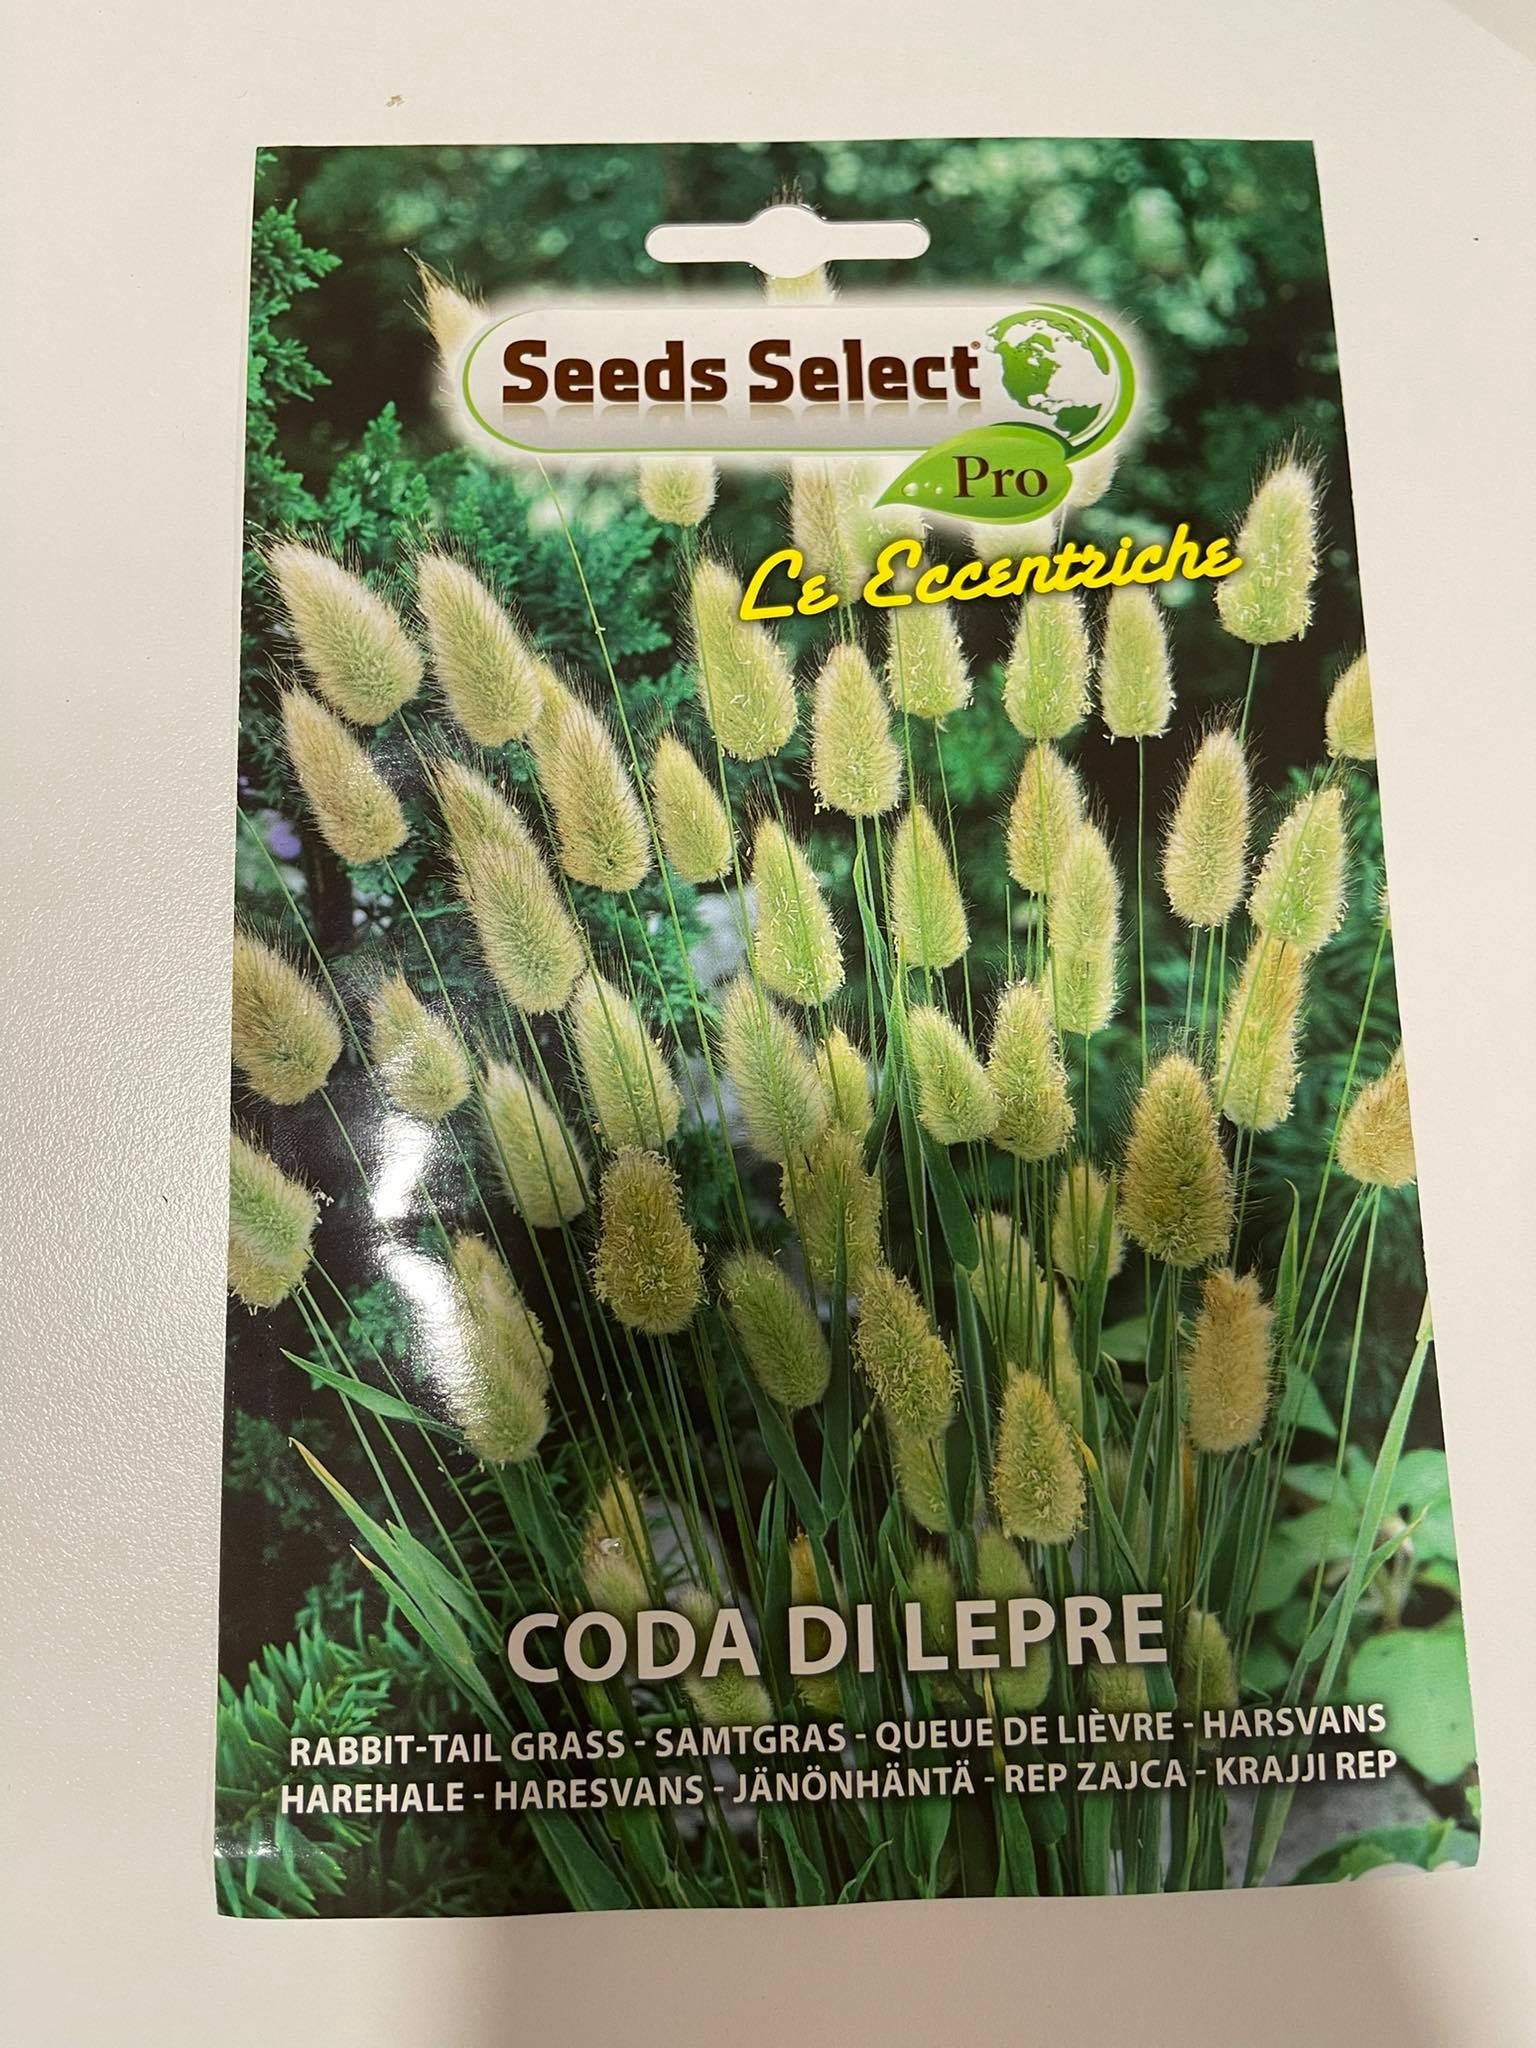 Seeds Select®
Pro
Le Eccentriche
CODA DI LEPRE
RABBIT-TAIL GRASS - SAMTGRAS - QUEUE DE LIÈVRE - HARSVANS
HAREHALE - HARESVANS - JÄNÖNHÄNTÄ - REP ZAJCA - KRAJJI REP